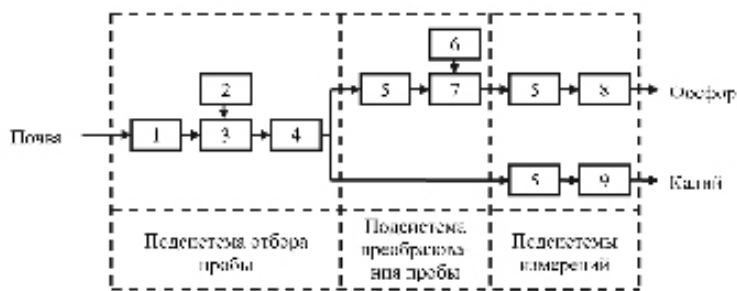 6
2
5
7
5
8
Фосфор
Почва
1
3
4
5
9
Калий
Подсистема отбора
пробы
Подсистема
преобразова-
ния пробы
Подсистемы
измерений